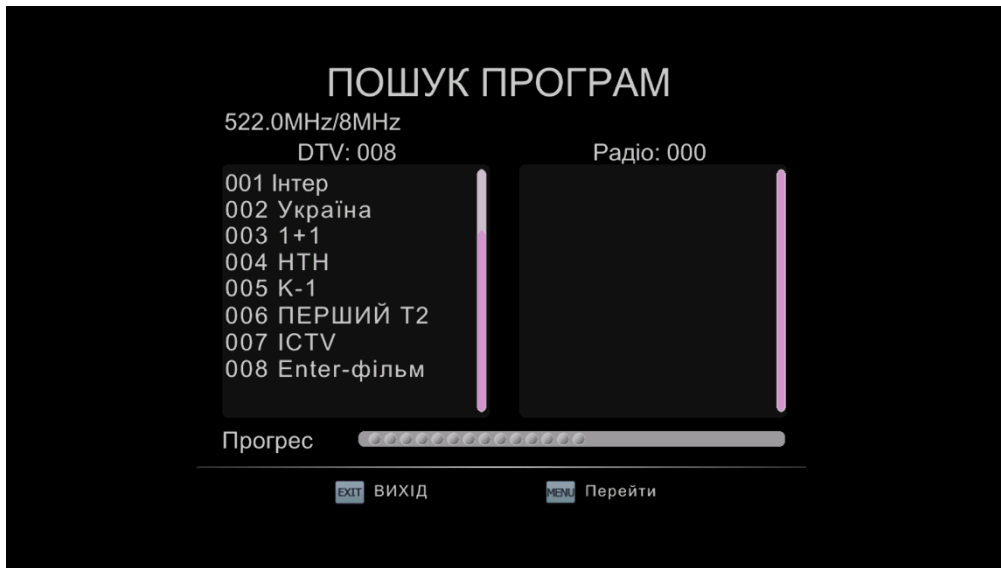 ПОШУК ПРОГРАМ
522.0MHz/8MHz
DTV: 008
Радіо: 000
001 Інтер
002 Україна
003 1+1
004 НТН
005 К-1
006 ПЕРШИЙ Т2
007 ICTV
008 Enter-фільм
Прогрес
EXIT ВИХІД
MENU Перейти